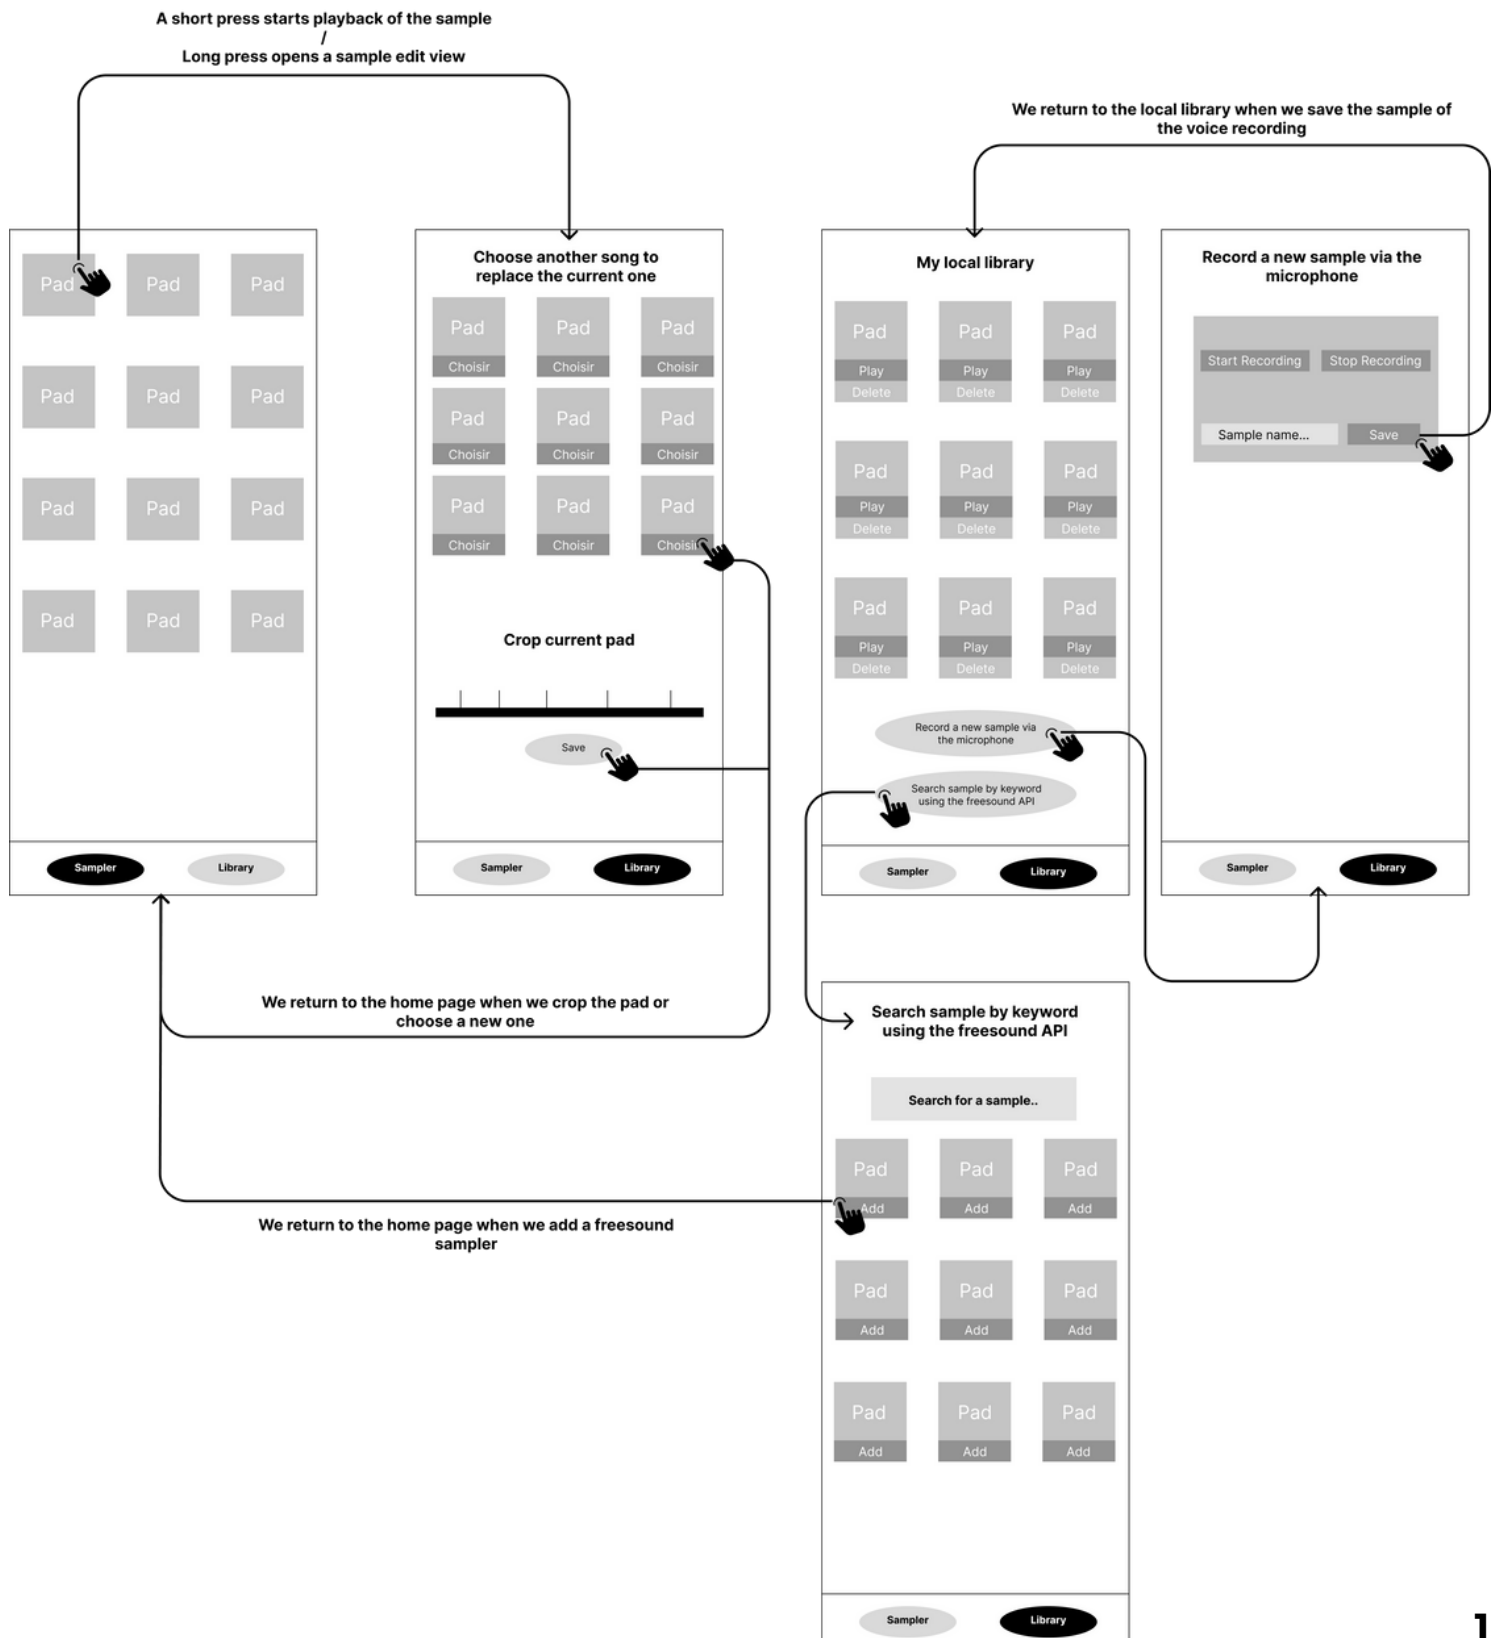 A short press starts playback of the sample
/
Long press opens a sample edit view
We return to the local library when we save the sample of
the voice recording
Pad Pad Pad
Pad Pad Pad
Pad Pad Pad
Pad Pad Pad
Sampler Library
Choose another song to
replace the current one
Pad Pad Pad
Choisir Choisir Choisir
Pad Pad Pad
Choisir Choisir Choisir
Pad Pad Pad
Choisir Choisir Choisir
Crop current pad
Save
Sampler Library
My local library
Pad Pad Pad
Play Play Play
Delete Delete Delete
Pad Pad Pad
Play Play Play
Delete Delete Delete
Pad Pad Pad
Play Play Play
Delete Delete Delete
Record a new sample via
the microphone
Search sample by keyword
using the freesound API
Sampler Library
Record a new sample via the
microphone
Start Recording Stop Recording
Sample name... Save
Sampler Library
We return to the home page when we crop the pad or
choose a new one
We return to the home page when we add a freesound
sampler
Search sample by keyword
using the freesound API
Search for a sample..
Pad Pad Pad
Add Add Add
Pad Pad Pad
Add Add Add
Pad Pad Pad
Add Add Add
Sampler Library
1